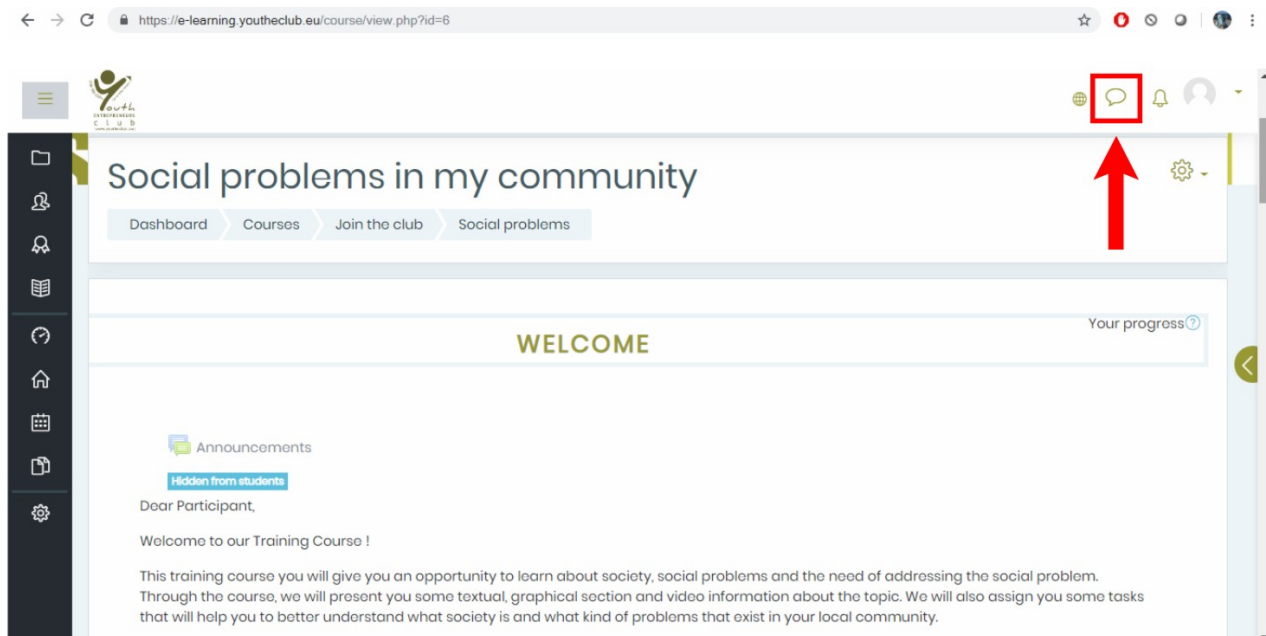 https://e-learning.youtheclub.eu/course/view.php?id=6
outh
ENTREPRENEURS
club
Social problems in my community
Dashboard Courses Join the club Social problems
Your progress
WELCOME
Announcements
Hidden from students
Dear Participant,
Welcome to our Training Course !
This training course you will give you an opportunity to learn about society, social problems and the need of addressing the social problem.
Through the course, we will present you some textual, graphical section and video information about the topic. We will also assign you some tasks
that will help you to better understand what society is and what kind of problems that exist in your local community.